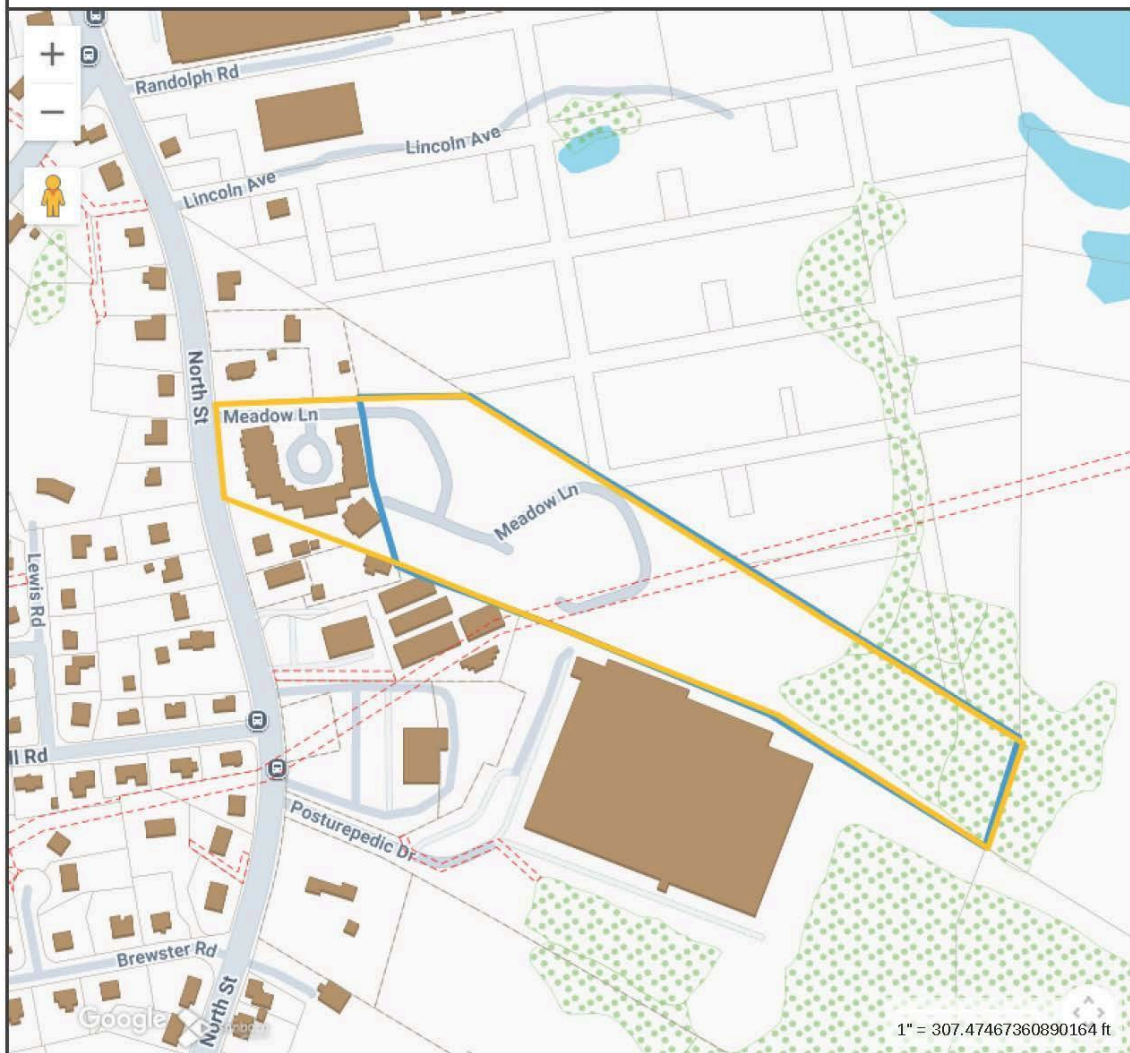 +
−
Randolph Rd
Lincoln Ave
Lincoln Ave
North St
Meadow Ln
Meadow Ln
Lewis Rd
ll Rd
Posturepedic Dr
Brewster Rd
North St
Google
1" = 307.47467360890164 ft